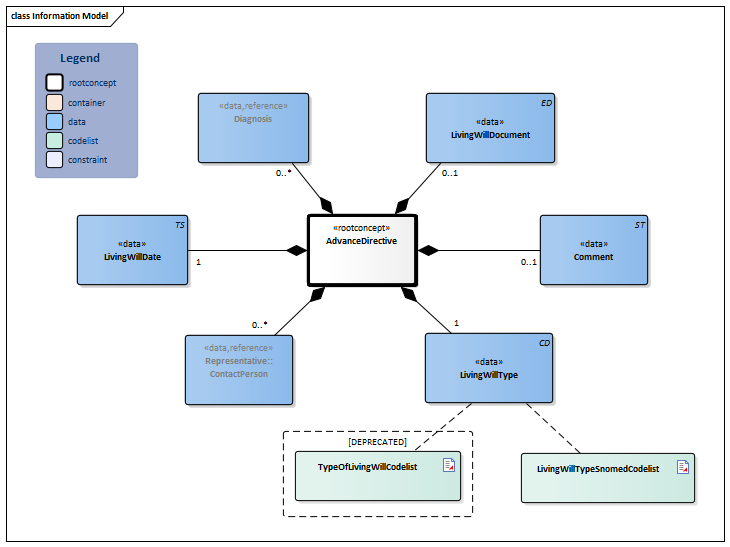 class Information Model
Legend
rootconcept
container
data
codelist
constraint
«data,reference»
Diagnosis
0..*
ED
«data»
LivingWillDocument
0..1
TS
«data»
LivingWillDate
1
«rootconcept»
AdvanceDirective
ST
«data»
Comment
0..1
«data,reference»
Representative::
ContactPerson
0..*
CD
«data»
LivingWillType
1
[DEPRECATED]
TypeOfLivingWillCodelist
LivingWillTypeSnomedCodelist